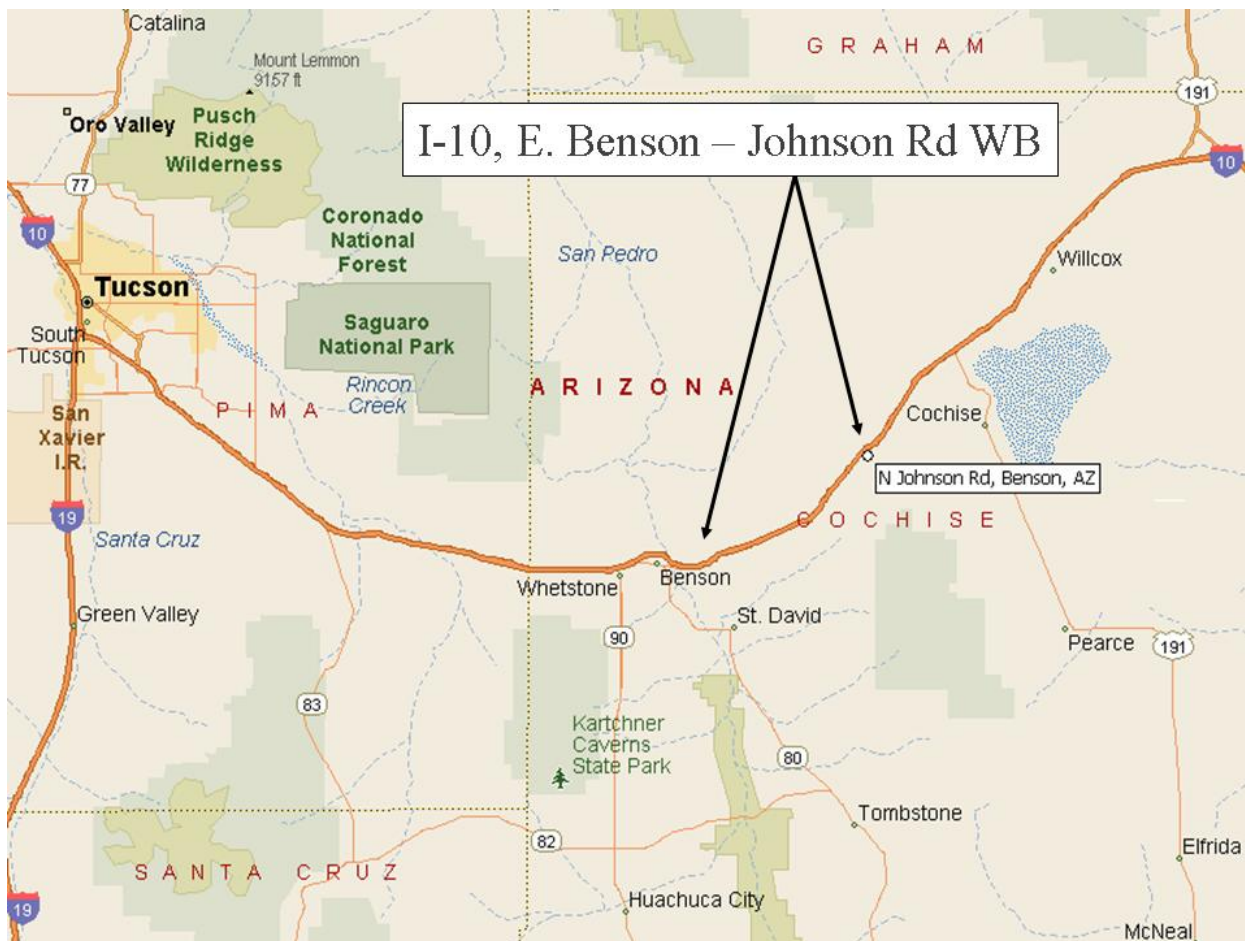 Catalina
Mount Lemmon
9157 ft
GRAHAM
191
Oro Valley
Pusch
Ridge
Wilderness
I-10, E. Benson – Johnson Rd WB
10
77
Coronado
National
Forest
10
San Pedro
Willcox
Tucson
South
Tucson
Saguaro
National Park
Rincon
Creek
ARIZONA
PIMA
San
Xavier
I.R.
Cochise
N Johnson Rd, Benson, AZ
COCHISE
19
Santa Cruz
Whetstone
Benson
Green Valley
St. David
90
Pearce
191
83
Kartchner
Caverns
State Park
80
Tombstone
82
Elfrida
SANTA CRUZ
Huachuca City
19
McNeal